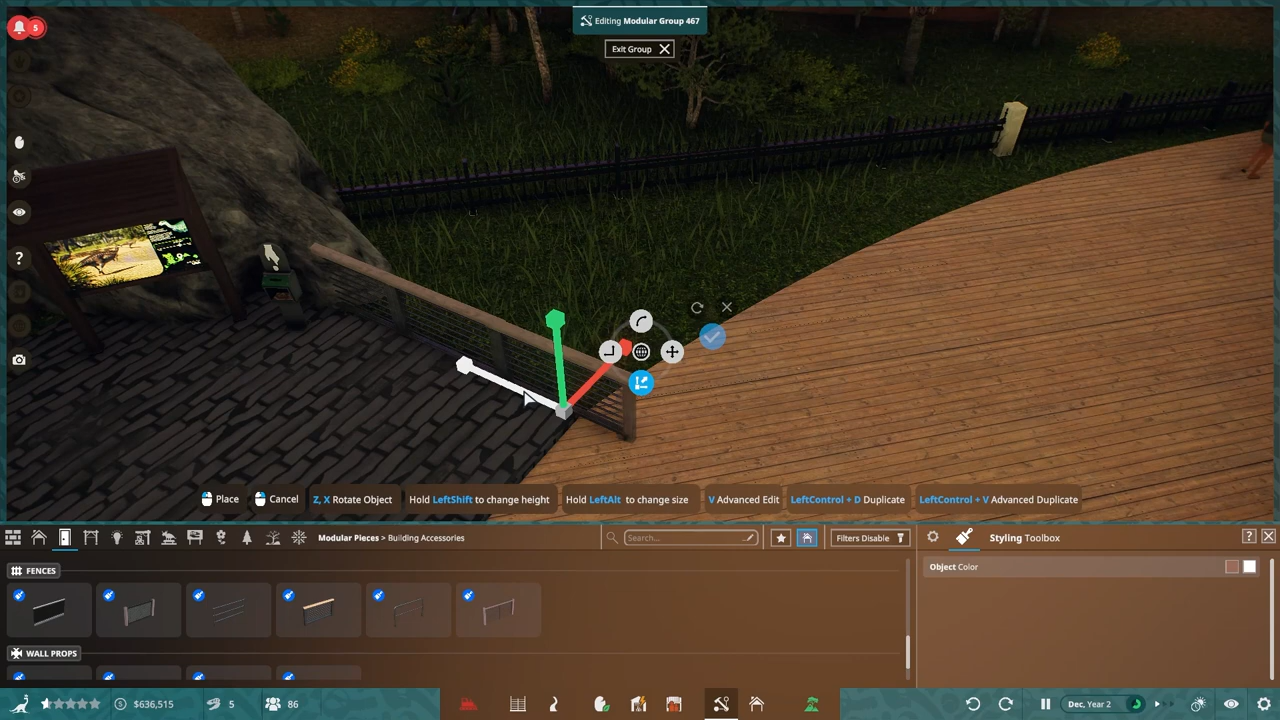 5
Editing Modular Group 467
Exit Group
?
Place
Cancel
Z, X Rotate Object
Hold LeftShift to change height
Hold LeftAlt to change size
V Advanced Edit
LeftControl + D Duplicate
LeftControl + V Advanced Duplicate
Modular Pieces > Building Accessories
Search...
Filters Disable
Styling Toolbox
?
Object Color
FENCES
WALL PROPS
$636,515
5
86
Dec, Year 2